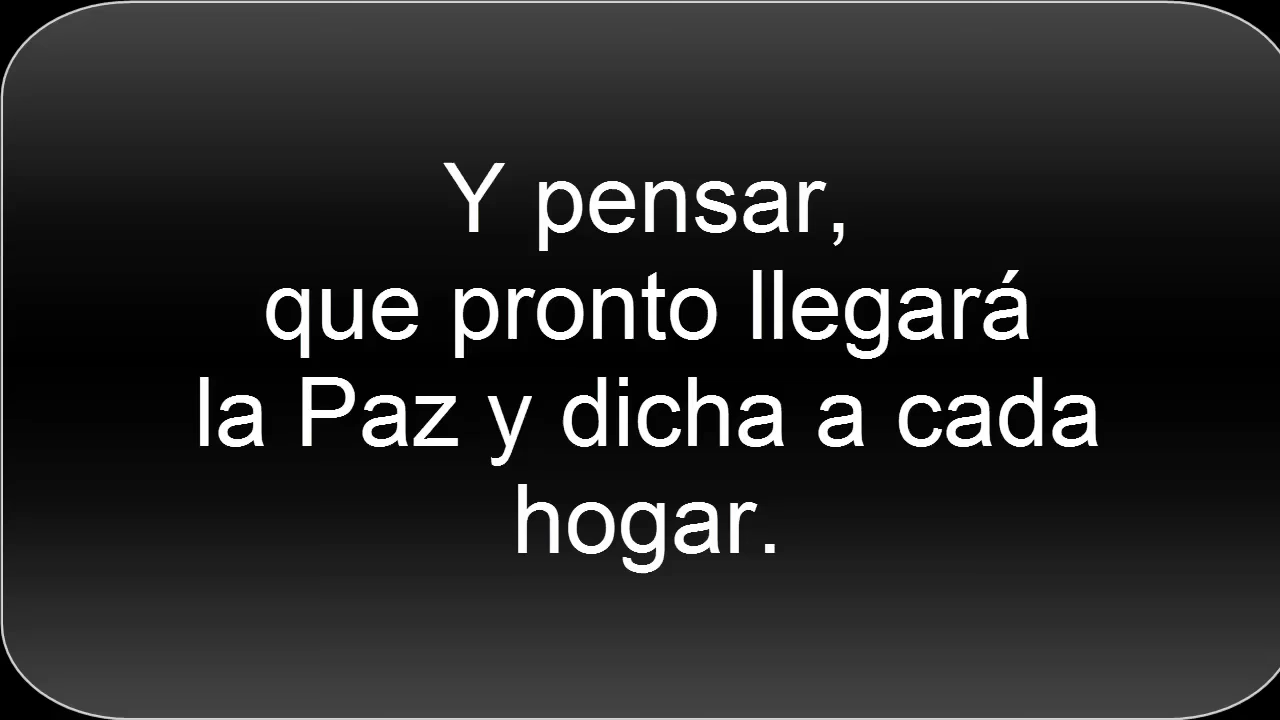 Y pensar,
que pronto llegará
la Paz y dicha a cada
hogar.